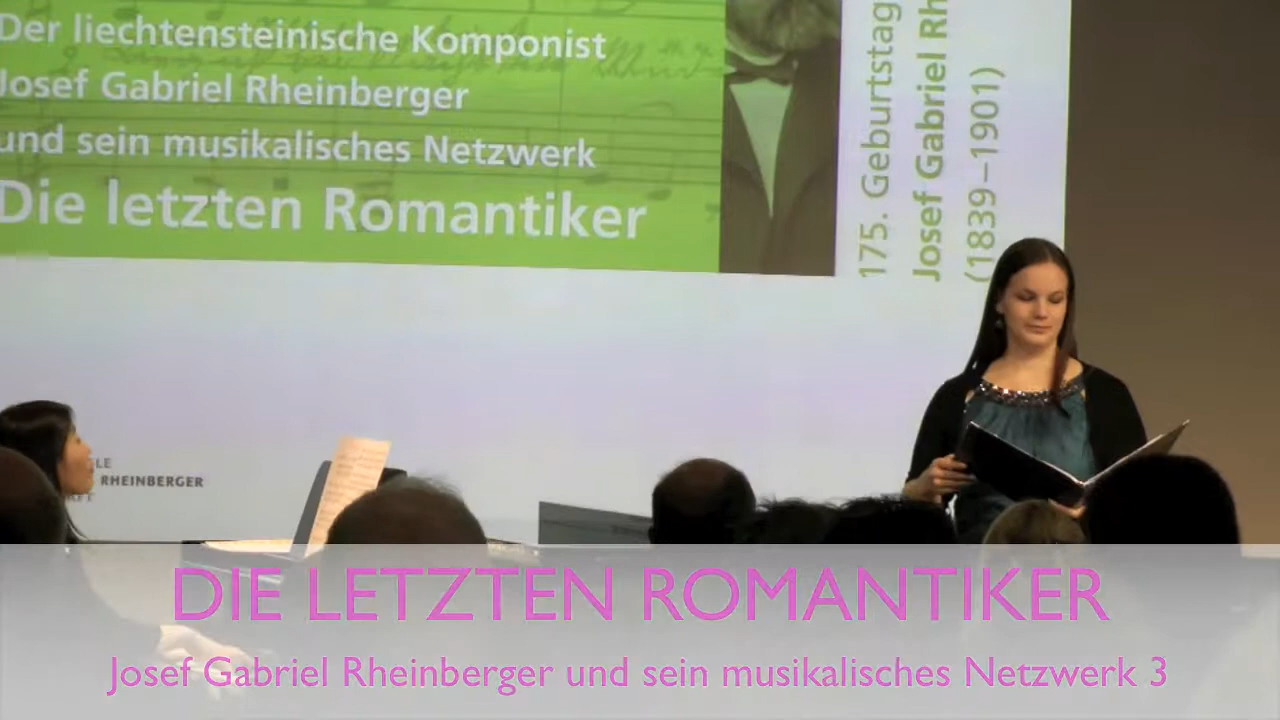 Der liechtensteinische Komponist
Josef Gabriel Rheinberger
und sein musikalisches Netzwerk
Die letzten Romantiker
175. Geburtstag
Josef Gabriel Rh
(1839–1901)
RHEINBERGER
DIE LETZTEN ROMANTIKER
Josef Gabriel Rheinberger und sein musikalisches Netzwerk 3